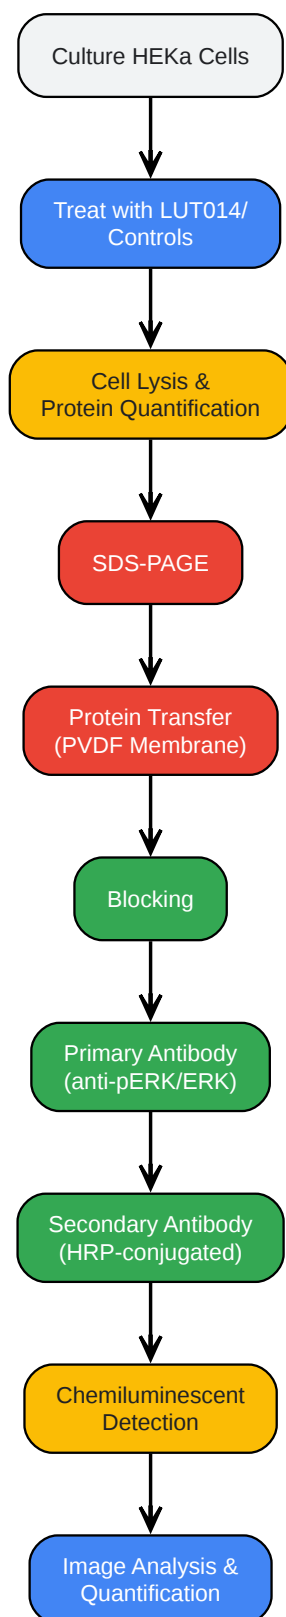 Culture HEKa Cells
Treat with LUT014/
Controls
Cell Lysis &
Protein Quantification
SDS-PAGE
Protein Transfer
(PVDF Membrane)
Blocking
Primary Antibody
(anti-pERK/ERK)
Secondary Antibody
(HRP-conjugated)
Chemiluminescent
Detection
Image Analysis &
Quantification